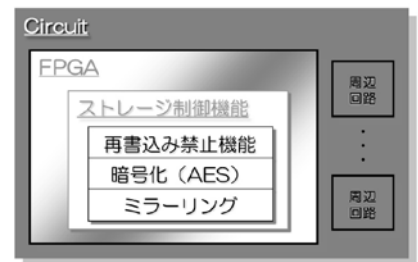 Circuit
FPGA
ストレージ制御機能
再書込み禁止機能
暗号化（AES）
ミラーリング
周辺
回路
周辺
回路